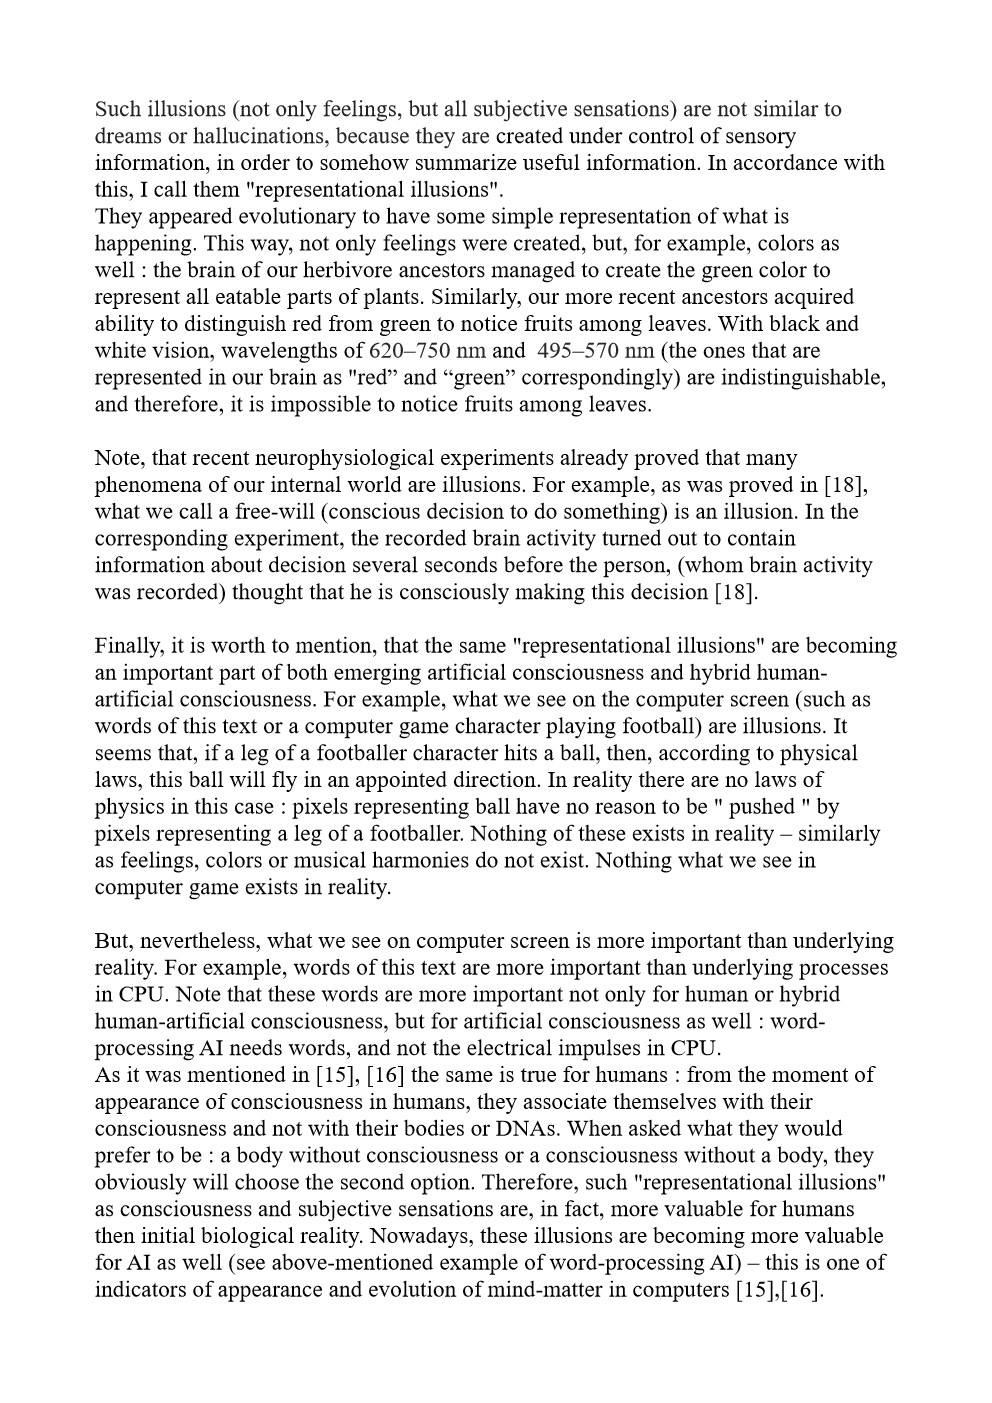 Such illusions (not only feelings, but all subjective sensations) are not similar to
dreams or hallucinations, because they are created under control of sensory
information, in order to somehow summarize useful information. In accordance with
this, I call them "representational illusions".
They appeared evolutionary to have some simple representation of what is
happening. This way, not only feelings were created, but, for example, colors as
well : the brain of our herbivore ancestors managed to create the green color to
represent all eatable parts of plants. Similarly, our more recent ancestors acquired
ability to distinguish red from green to notice fruits among leaves. With black and
white vision, wavelengths of 620–750 nm and  495–570 nm (the ones that are
represented in our brain as "red” and “green” correspondingly) are indistinguishable,
and therefore, it is impossible to notice fruits among leaves.

Note, that recent neurophysiological experiments already proved that many
phenomena of our internal world are illusions. For example, as was proved in [18],
what we call a free-will (conscious decision to do something) is an illusion. In the
corresponding experiment, the recorded brain activity turned out to contain
information about decision several seconds before the person, (whom brain activity
was recorded) thought that he is consciously making this decision [18].

Finally, it is worth to mention, that the same "representational illusions" are becoming
an important part of both emerging artificial consciousness and hybrid human-
artificial consciousness. For example, what we see on the computer screen (such as
words of this text or a computer game character playing football) are illusions. It
seems that, if a leg of a footballer character hits a ball, then, according to physical
laws, this ball will fly in an appointed direction. In reality there are no laws of
physics in this case : pixels representing ball have no reason to be " pushed " by
pixels representing a leg of a footballer. Nothing of these exists in reality – similarly
as feelings, colors or musical harmonies do not exist. Nothing what we see in
computer game exists in reality.

But, nevertheless, what we see on computer screen is more important than underlying
reality. For example, words of this text are more important than underlying processes
in CPU. Note that these words are more important not only for human or hybrid
human-artificial consciousness, but for artificial consciousness as well : word-
processing AI needs words, and not the electrical impulses in CPU.
As it was mentioned in [15], [16] the same is true for humans : from the moment of
appearance of consciousness in humans, they associate themselves with their
consciousness and not with their bodies or DNAs. When asked what they would
prefer to be : a body without consciousness or a consciousness without a body, they
obviously will choose the second option. Therefore, such "representational illusions"
as consciousness and subjective sensations are, in fact, more valuable for humans
then initial biological reality. Nowadays, these illusions are becoming more valuable
for AI as well (see above-mentioned example of word-processing AI) – this is one of
indicators of appearance and evolution of mind-matter in computers [15],[16].